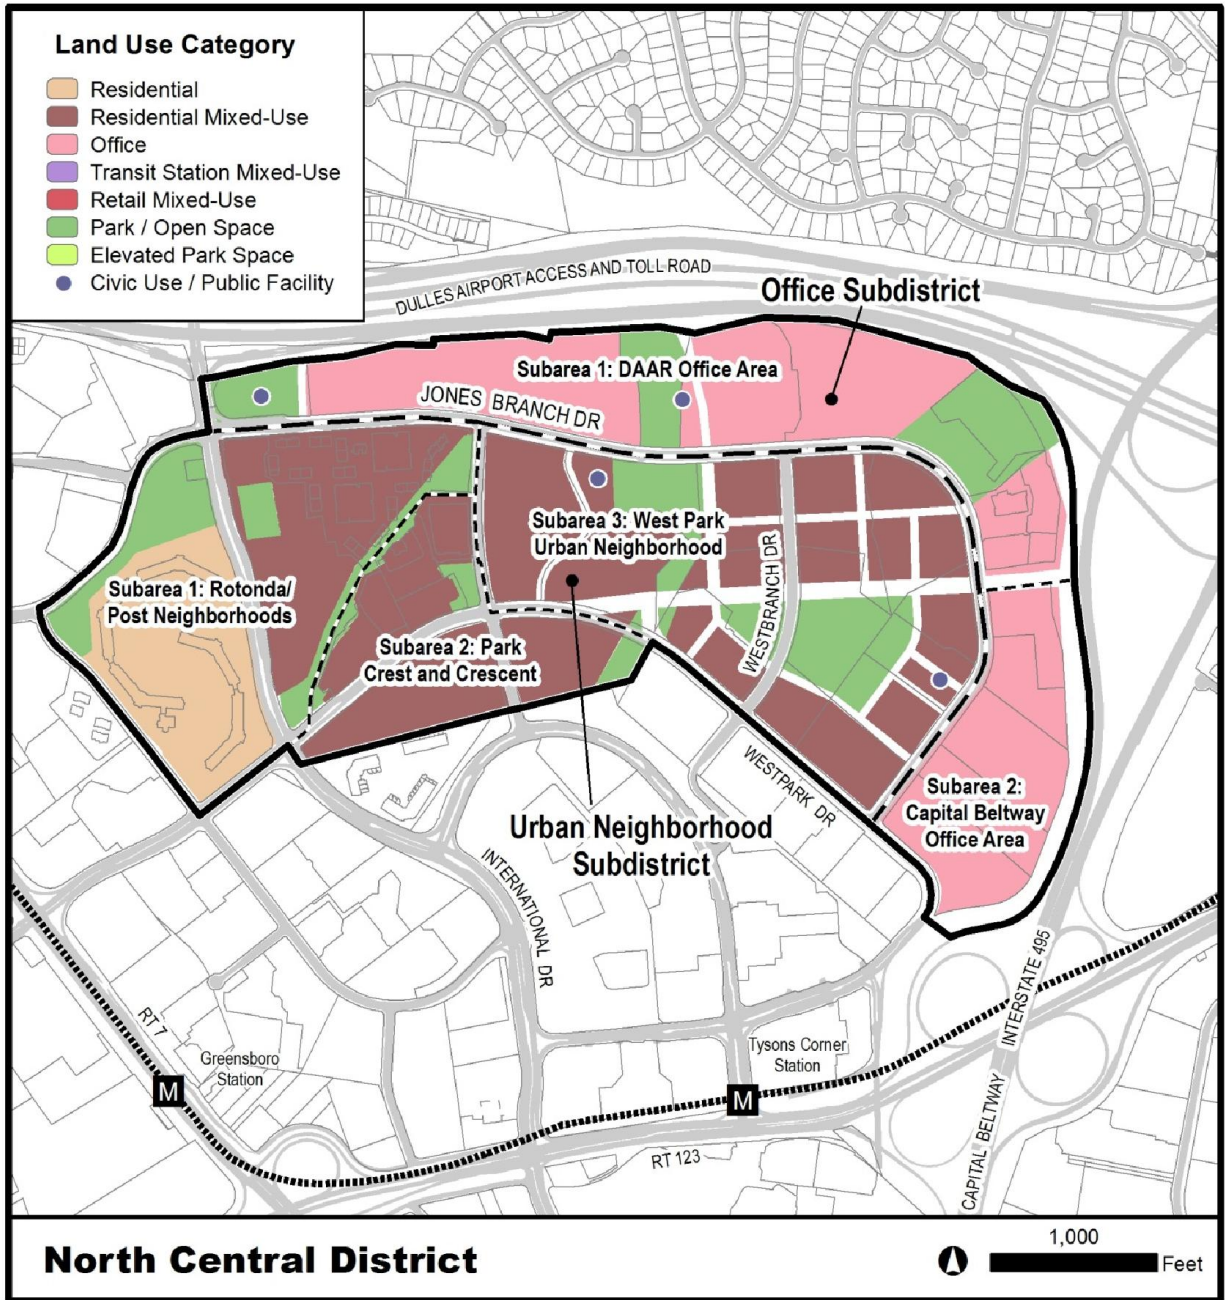 Land Use Category
Residential
Residential Mixed-Use
Office
Transit Station Mixed-Use
Retail Mixed-Use
Park / Open Space
Elevated Park Space
Civic Use / Public Facility
DULLES AIRPORT ACCESS AND TOLL ROAD
Office Subdistrict
Subarea 1: DAAR Office Area
JONES BRANCH DR
Subarea 3: West Park
Urban Neighborhood
Subarea 1: Rotonda/
Post Neighborhoods
WESTBRANCH DR
Subarea 2: Park
Crest and Crescent
WESTPARK DR
Subarea 2:
Capital Beltway
Office Area
Urban Neighborhood
Subdistrict
INTERNATIONAL DR
INTERSTATE 495
RT 7
Greensboro
Station
M
Tysons Corner
Station
M
CAPITAL BELTWAY
RT 123
North Central District
1,000
Feet